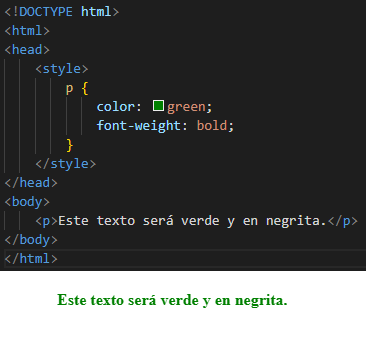 <!DOCTYPE html>
<html>
<head>
    <style>
        p {
            color: green;
            font-weight: bold;
        }
    </style>
</head>
<body>
    <p>Este texto será verde y en negrita.</p>
</body>
</html>
Este texto será verde y en negrita.